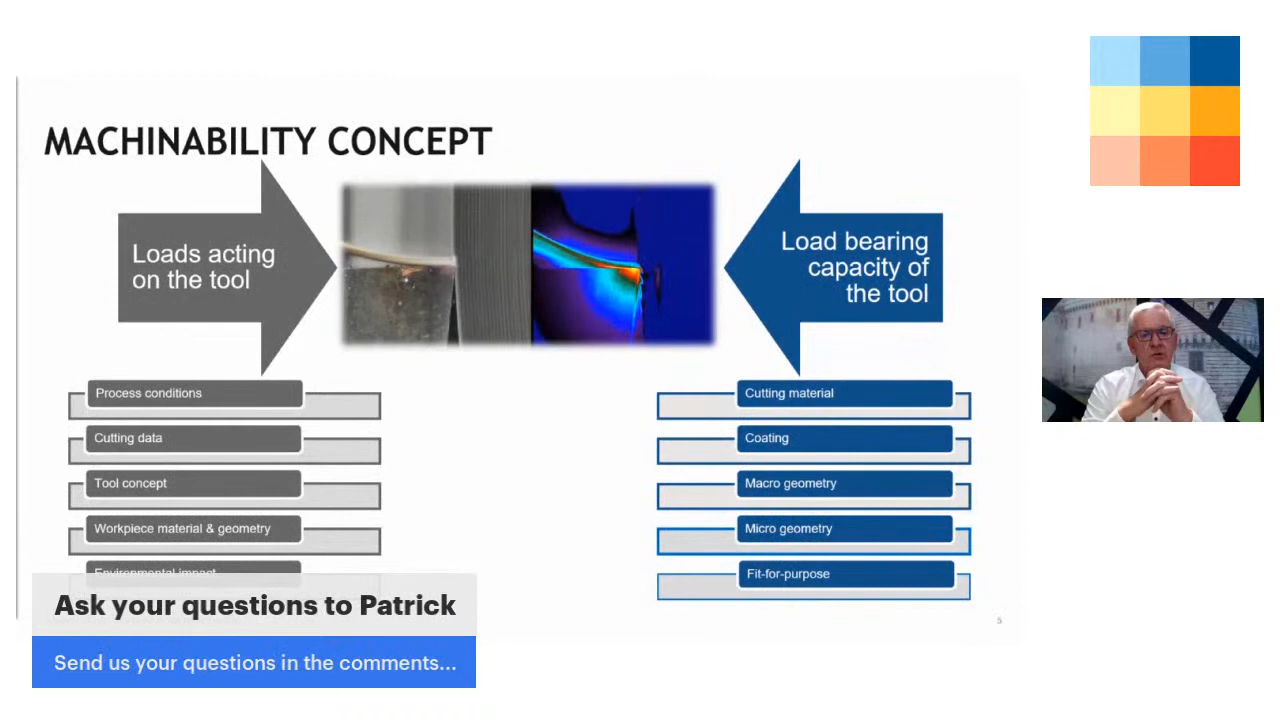 MACHINABILITY CONCEPT
Loads acting
on the tool
Load bearing
capacity of
the tool
Process conditions
Cutting data
Tool concept
Workpiece material & geometry
Environmental impact
Cutting material
Coating
Macro geometry
Micro geometry
Fit-for-purpose
5
Ask your questions to Patrick
Send us your questions in the comments...